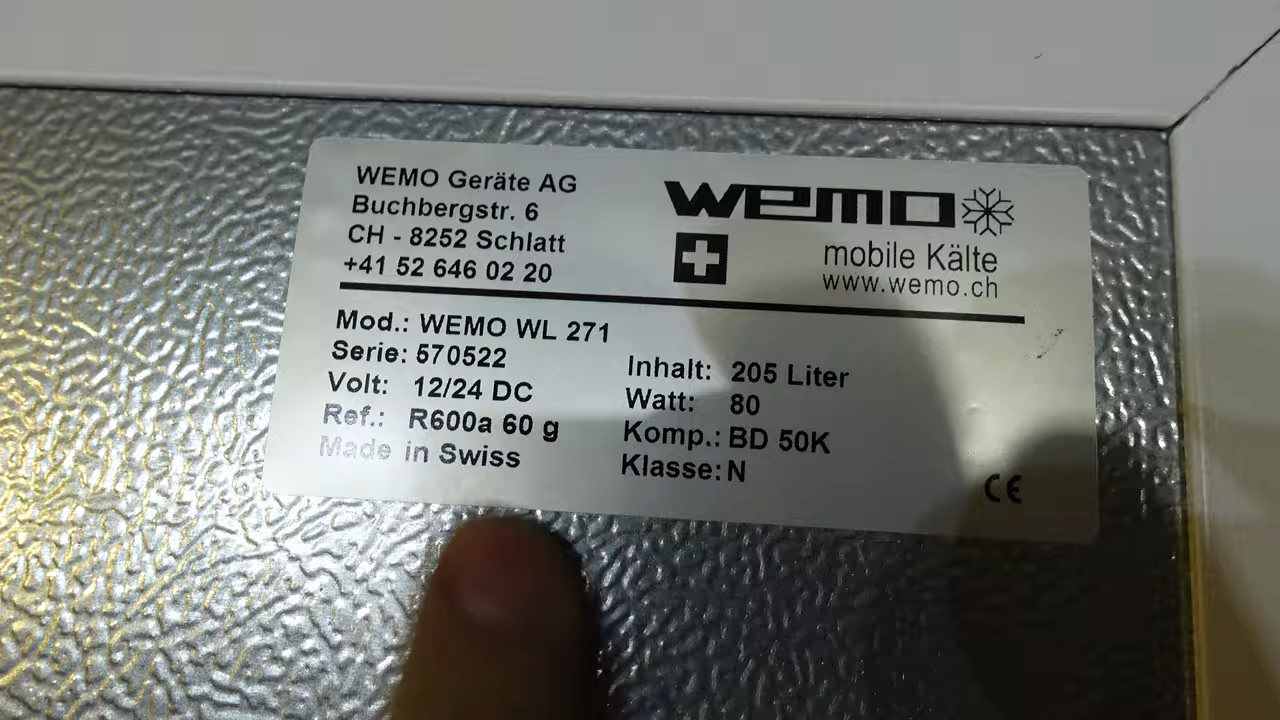 WEMO Geräte AG
Buchbergstr. 6
CH - 8252 Schlatt
+41 52 646 02 20
wemo
mobile Kälte
www.wemo.ch
Mod.: WEMO WL 271
Serie: 570522
Volt: 12/24 DC
Ref.: R600a 60 g
Made in Swiss
Inhalt: 205 Liter
Watt: 80
Komp.: BD 50K
Klasse: N
CE